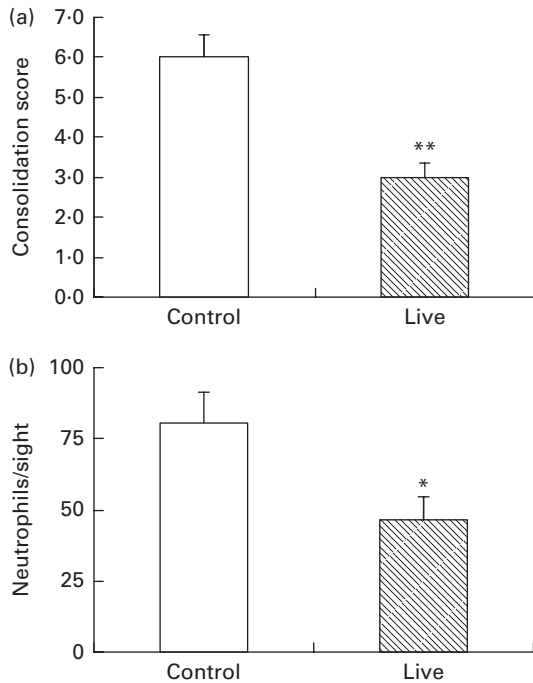 (a)
7·0
6·0
5·0
4·0
3·0
2·0
1·0
0·0
Consolidation score
**
Control Live
(b)
100
75
50
25
0
Neutrophils/sight
*
Control Live